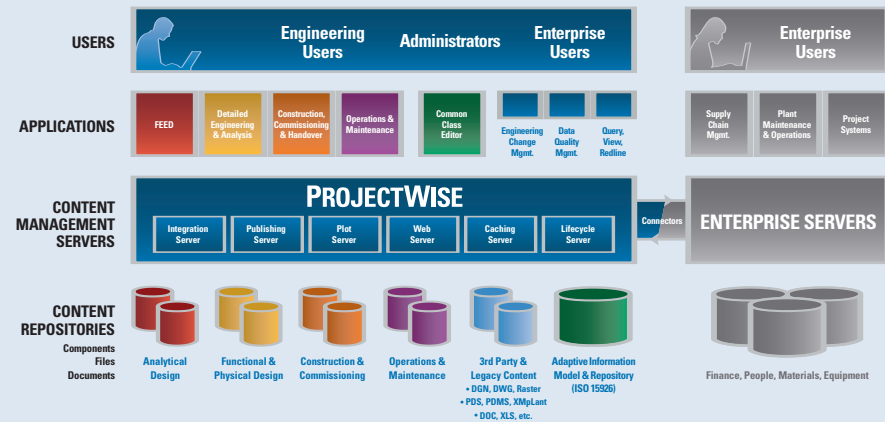 USERS
Engineering
Users
Administrators
Enterprise
Users
Enterprise
Users
APPLICATIONS
FEED
Detailed
Engineering
& Analysis
Construction,
Commissioning
& Handover
Operations &
Maintenance
Common
Class
Editor
Engineering
Change
Mgmt.
Data
Quality
Mgmt.
Query,
View,
Redline
Supply
Chain
Mgmt.
Plant
Maintenance
& Operations
Project
Systems
CONTENT
MANAGEMENT
SERVERS
PROJECTWISE
Integration
Server
Publishing
Server
Plot
Server
Web
Server
Caching
Server
Lifecycle
Server
Connectors
ENTERPRISE SERVERS
CONTENT
REPOSITORIES
Components
Files
Documents
Analytical
Design
Functional &
Physical Design
Construction &
Commissioning
Operations &
Maintenance
3rd Party &
Legacy Content
• DGN, DWG, Raster
• PDS, PDMS, XMpLant
• DOC, XLS, etc.
Adaptive Information
Model & Repository
(ISO 15926)
Finance, People, Materials, Equipment